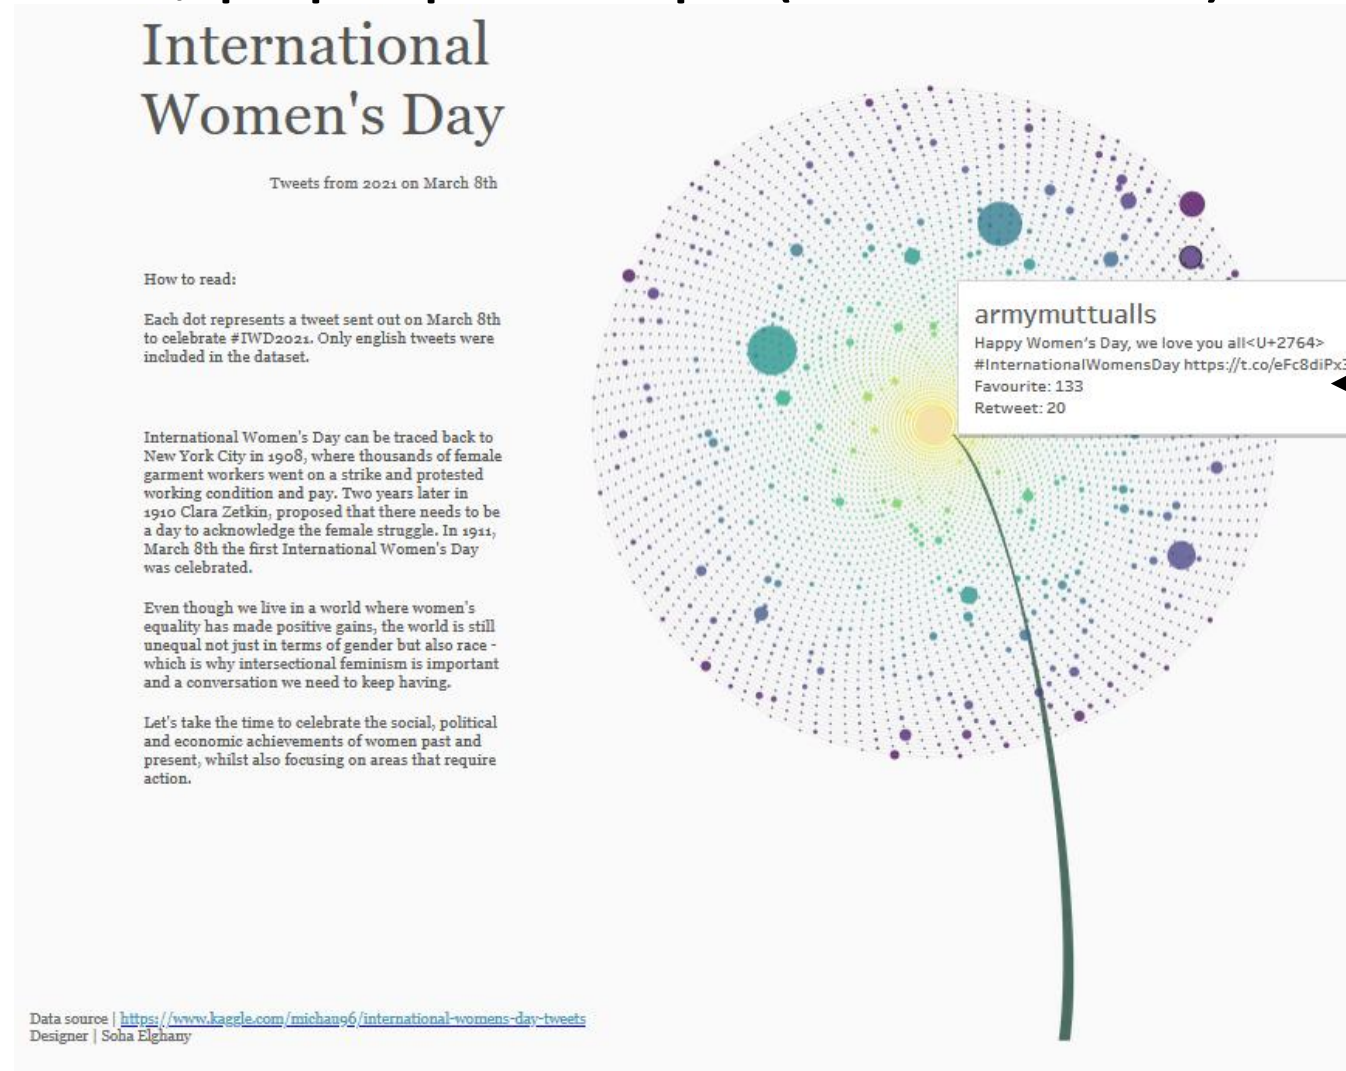 International
Women's Day
Tweets from 2021 on March 8th
How to read:
Each dot represents a tweet sent out on March 8th
to celebrate #IWD2021. Only english tweets were
included in the dataset.
International Women's Day can be traced back to
New York City in 1908, where thousands of female
garment workers went on a strike and protested
working condition and pay. Two years later in
1910 Clara Zetkin, proposed that there needs to be
a day to acknowledge the female struggle. In 1911,
March 8th the first International Women's Day
was celebrated.
Even though we live in a world where women's
equality has made positive gains, the world is still
unequal not just in terms of gender but also race -
which is why intersectional feminism is important
and a conversation we need to keep having.
Let's take the time to celebrate the social, political
and economic achievements of women past and
present, whilst also focusing on areas that require
action.
armymuttualls
Happy Women's Day, we love you all<U+2764>
#InternationalWomensDay https://t.co/eFc8diPx3
Favourite: 133
Retweet: 20
Data source | https://www.kaggle.com/michau96/international-womens-day-tweets
Designer | Soha Elghany